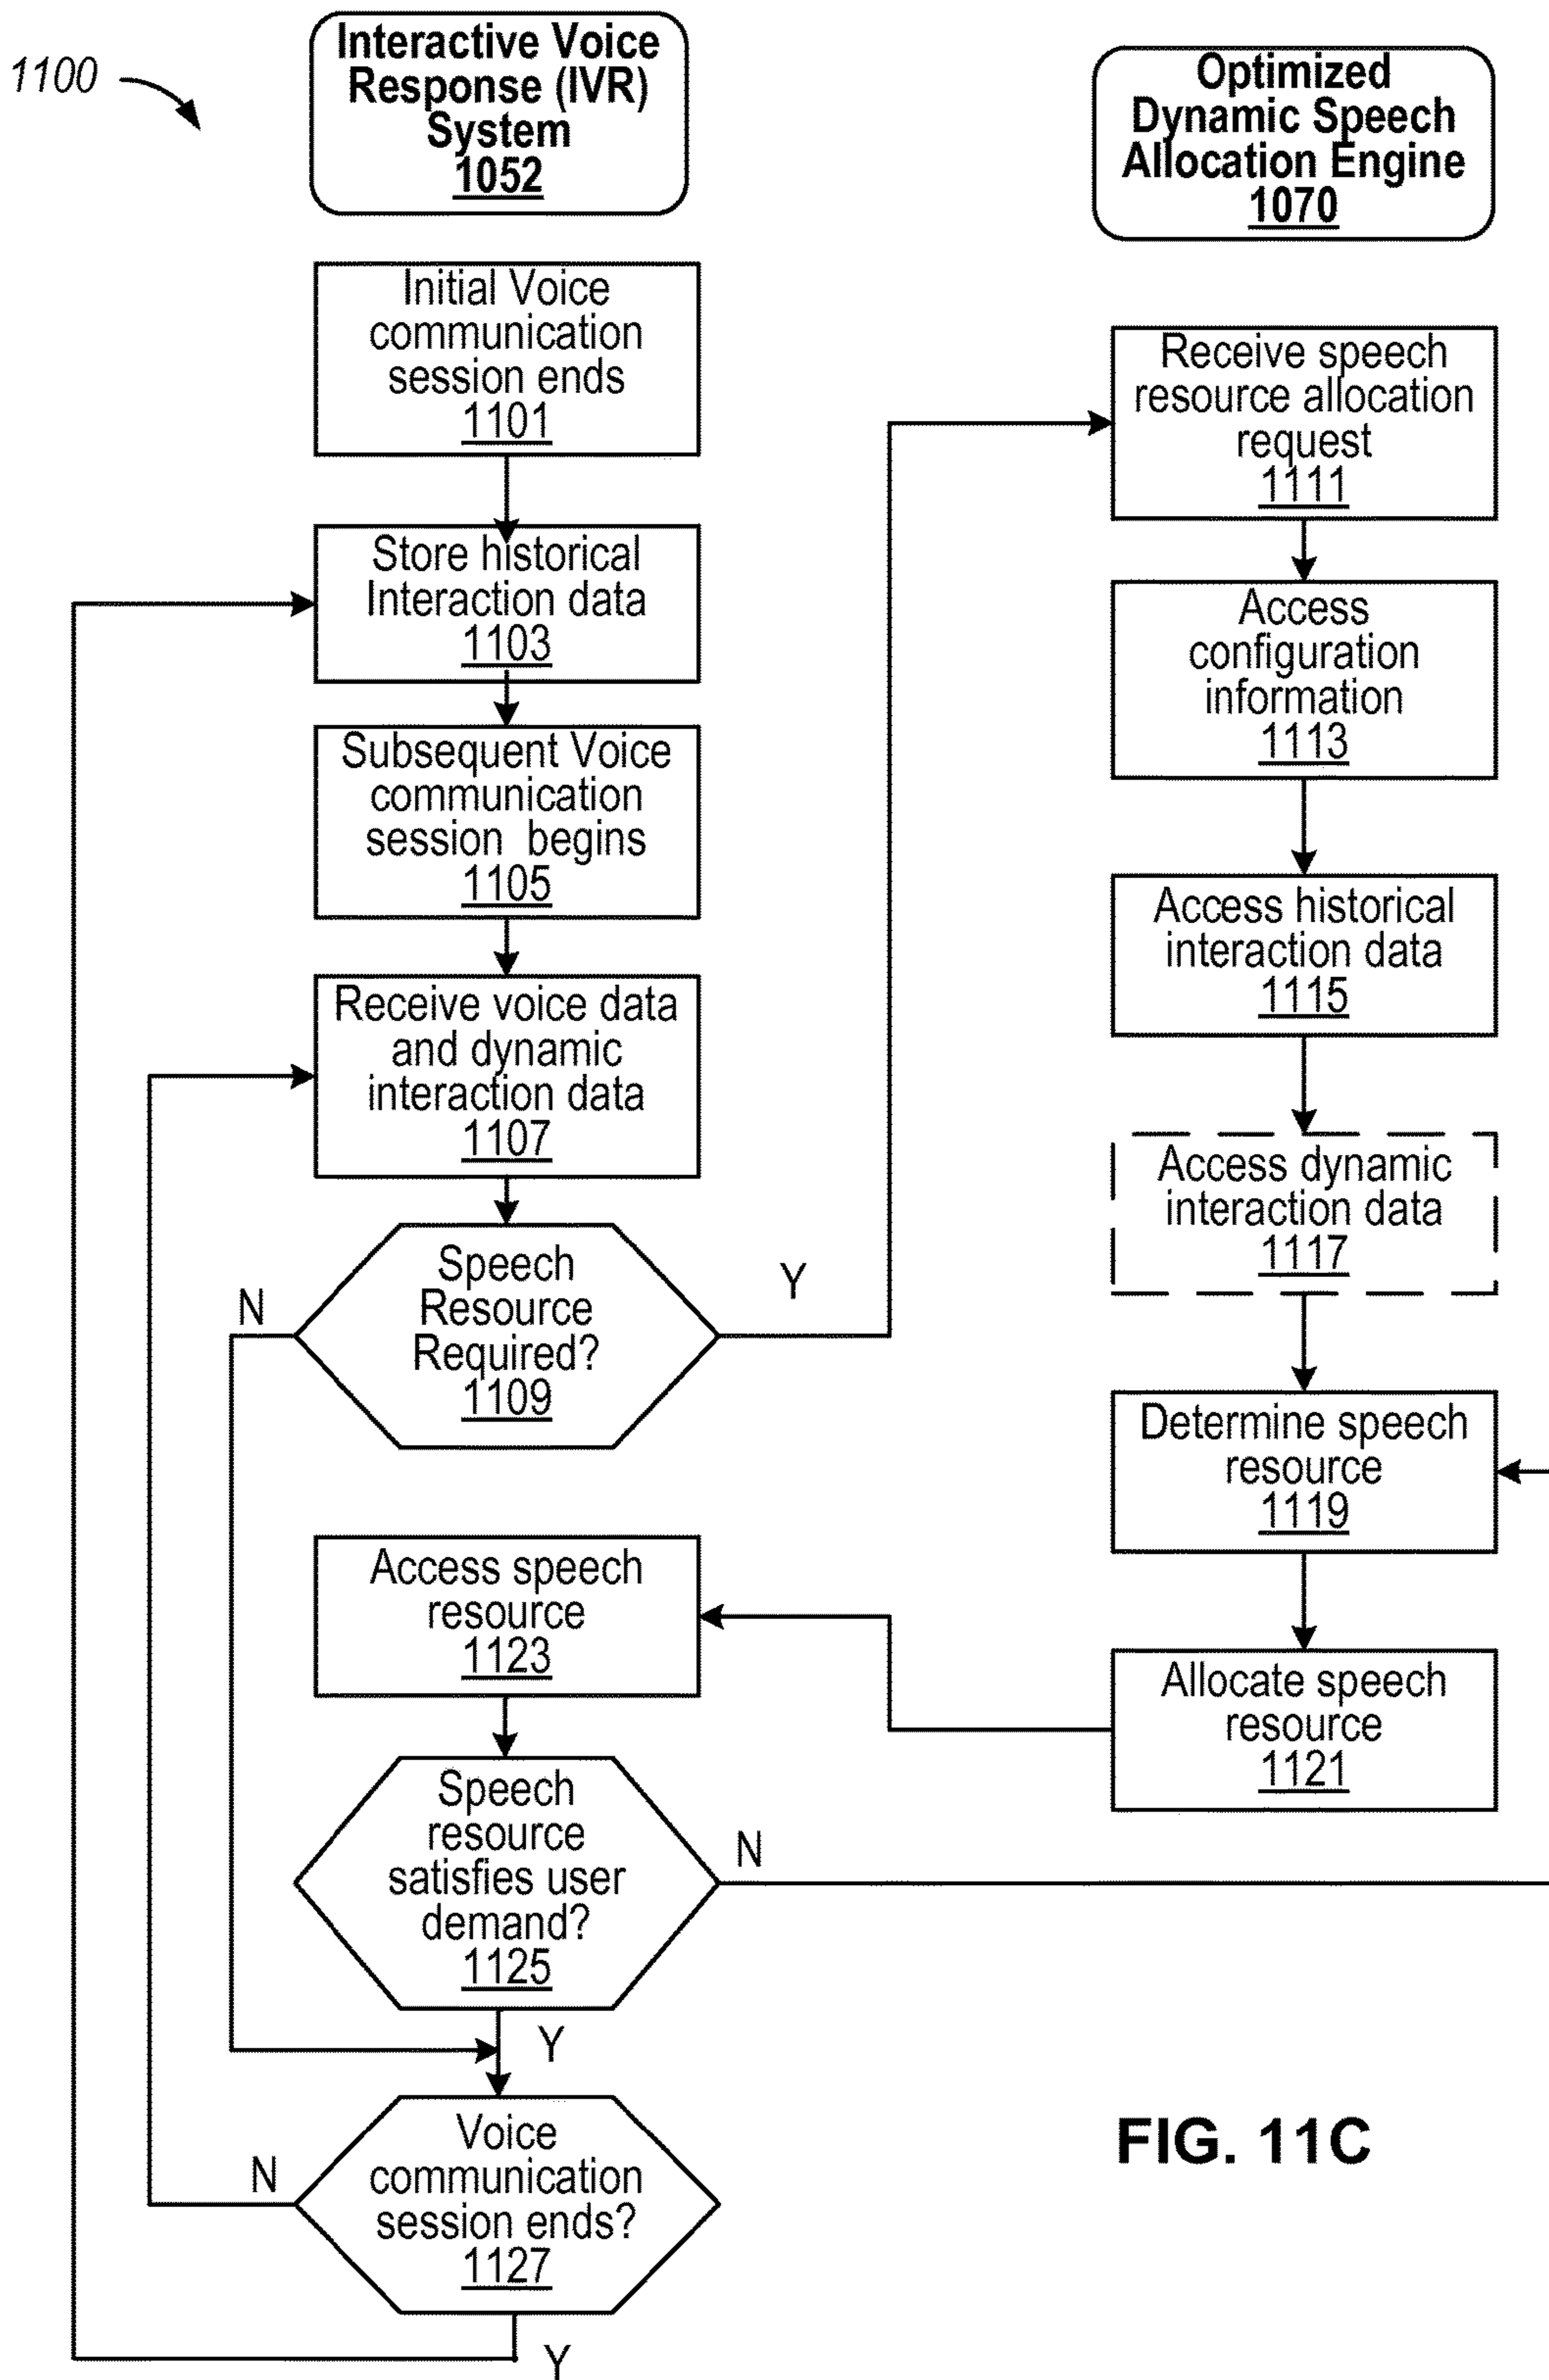 1100
Interactive Voice
Response (IVR)
System
1052
Optimized
Dynamic Speech
Allocation Engine
1070
Initial Voice
communication
session ends
1101
Store historical
Interaction data
1103
Subsequent Voice
communication
session begins
1105
Receive voice data
and dynamic
interaction data
1107
Speech
Resource
Required?
1109
N
Y
Receive speech
resource allocation
request
1111
Access
configuration
information
1113
Access historical
interaction data
1115
Access dynamic
interaction data
1117
Determine speech
resource
1119
Allocate speech
resource
1121
Access speech
resource
1123
Speech
resource
satisfies user
demand?
1125
N
Y
Voice
communication
session ends?
1127
N
Y
FIG. 11C